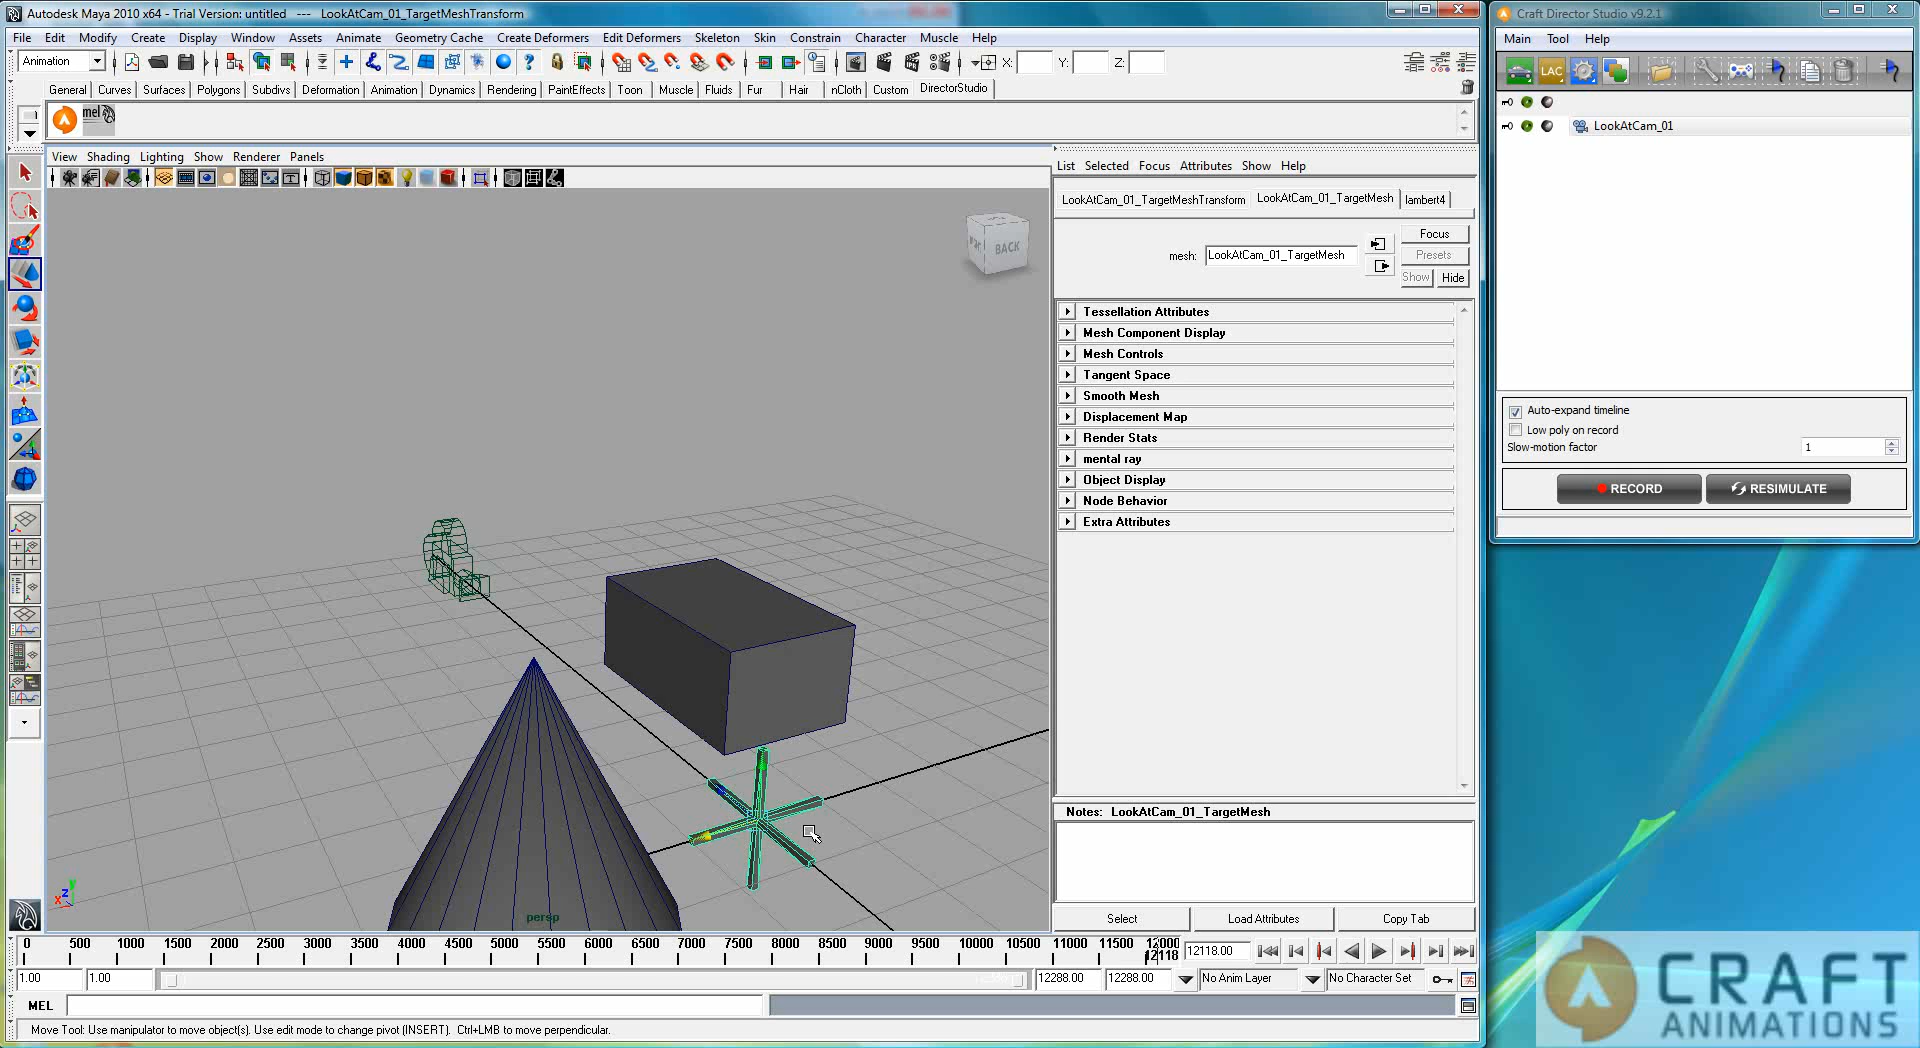 Autodesk Maya 2010 x64 - Trial Version: untitled --- LookAtCam_01_TargetMeshTransform
File Edit Modify Create Display Window Assets Animate Geometry Cache Create Deformers Edit Deformers Skeleton Skin Constrain Character Muscle Help
Animation X: Y: Z:
General Curves Surfaces Polygons Subdivs Deformation Animation Dynamics Rendering PaintEffects Toon Muscle Fluids Fur Hair nCloth Custom DirectorStudio
mel
View Shading Lighting Show Renderer Panels
BACK
persp
y
z
x
List Selected Focus Attributes Show Help
LookAtCam_01_TargetMeshTransform LookAtCam_01_TargetMesh lambert4
Focus
mesh: LookAtCam_01_TargetMesh Presets
Show Hide
Tessellation Attributes
Mesh Component Display
Mesh Controls
Tangent Space
Smooth Mesh
Displacement Map
Render Stats
mental ray
Object Display
Node Behavior
Extra Attributes
Notes: LookAtCam_01_TargetMesh
Select Load Attributes Copy Tab
0 500 1000 1500 2000 2500 3000 3500 4000 4500 5000 5500 6000 6500 7000 7500 8000 8500 9000 9500 10000 10500 11000 11500 12000
12118 12118.00
1.00 1.00 12288.00 12288.00 No Anim Layer No Character Set
MEL
Move Tool: Use manipulator to move object(s). Use edit mode to change pivot (INSERT). Ctrl+LMB to move perpendicular.
Craft Director Studio v9.2.1
Main Tool Help
LAC
LookAtCam_01
Auto-expand timeline
Low poly on record
Slow-motion factor 1
RECORD RESIMULATE
CRAFT
ANIMATIONS